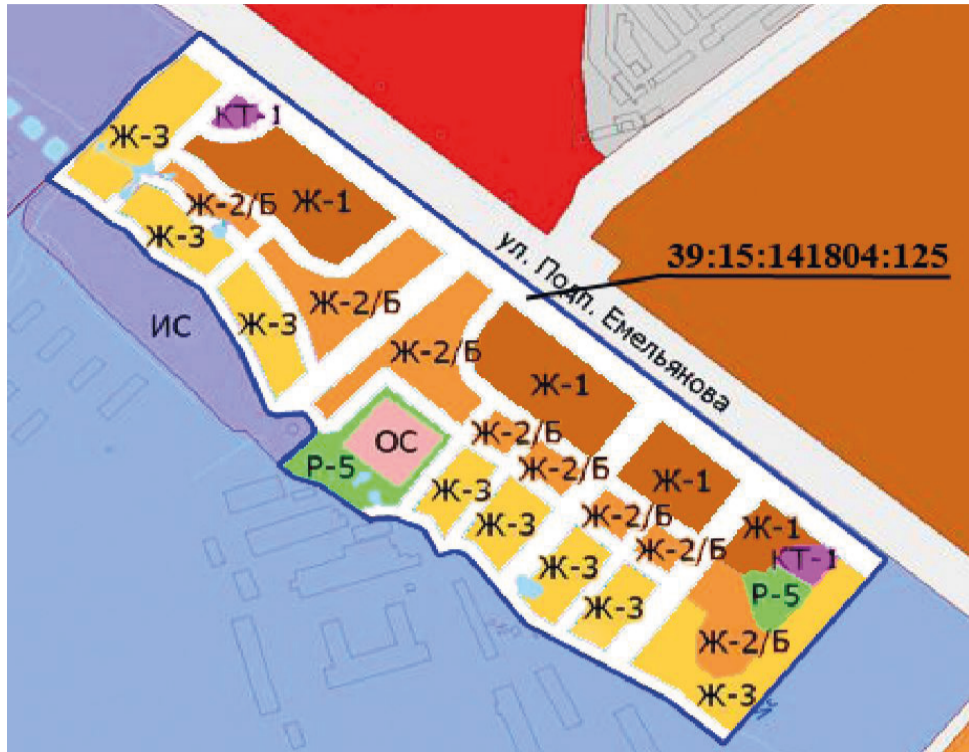 КТ-1
Ж-3
Ж-2/Б
Ж-1
Ж-3
ул. Подп. Емельянова
39:15:141804:125
Ж-2/Б
Ж-3
ИС
Ж-2/Б
Ж-1
ОС
Ж-2/Б
Р-5
Ж-2/Б
Ж-1
Ж-3
Ж-3
Ж-2/Б
Ж-1
Ж-2/Б
КТ-1
Ж-3
Ж-3
Р-5
Ж-2/Б
Ж-3